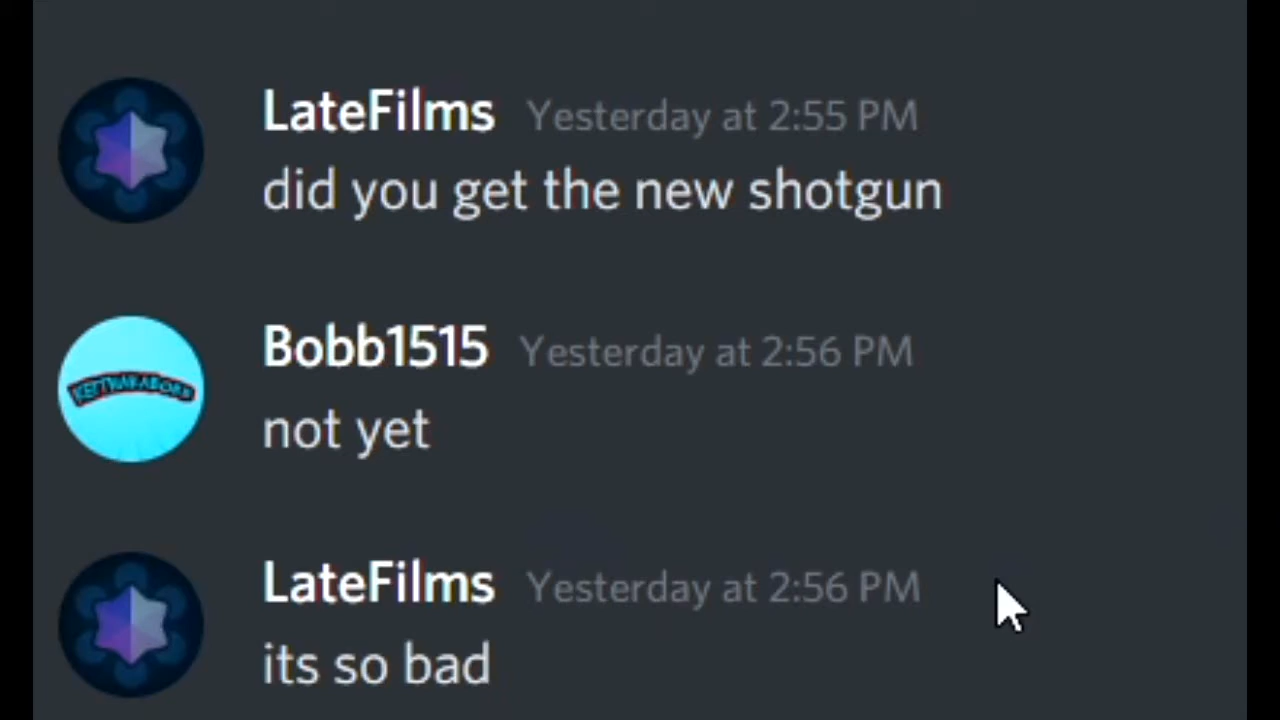 LateFilms Yesterday at 2:55 PM
did you get the new shotgun
Bobb1515 Yesterday at 2:56 PM
not yet
LateFilms Yesterday at 2:56 PM
its so bad